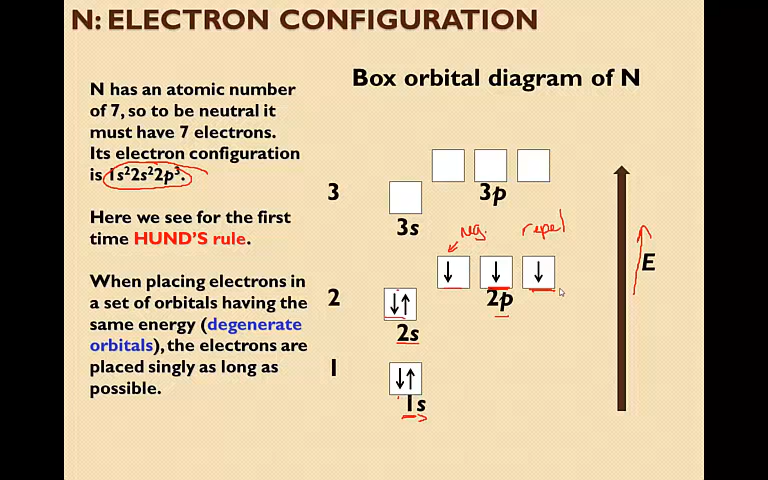 N: ELECTRON CONFIGURATION
N has an atomic number
of 7, so to be neutral it
must have 7 electrons.
Its electron configuration
is 1s²2s²2p³.
Here we see for the first
time HUND'S rule.
When placing electrons in
a set of orbitals having the
same energy (degenerate
orbitals), the electrons are
placed singly as long as
possible.
Box orbital diagram of N
3
3p
3s
neg. repel
E
2
2p
2s
1
1s